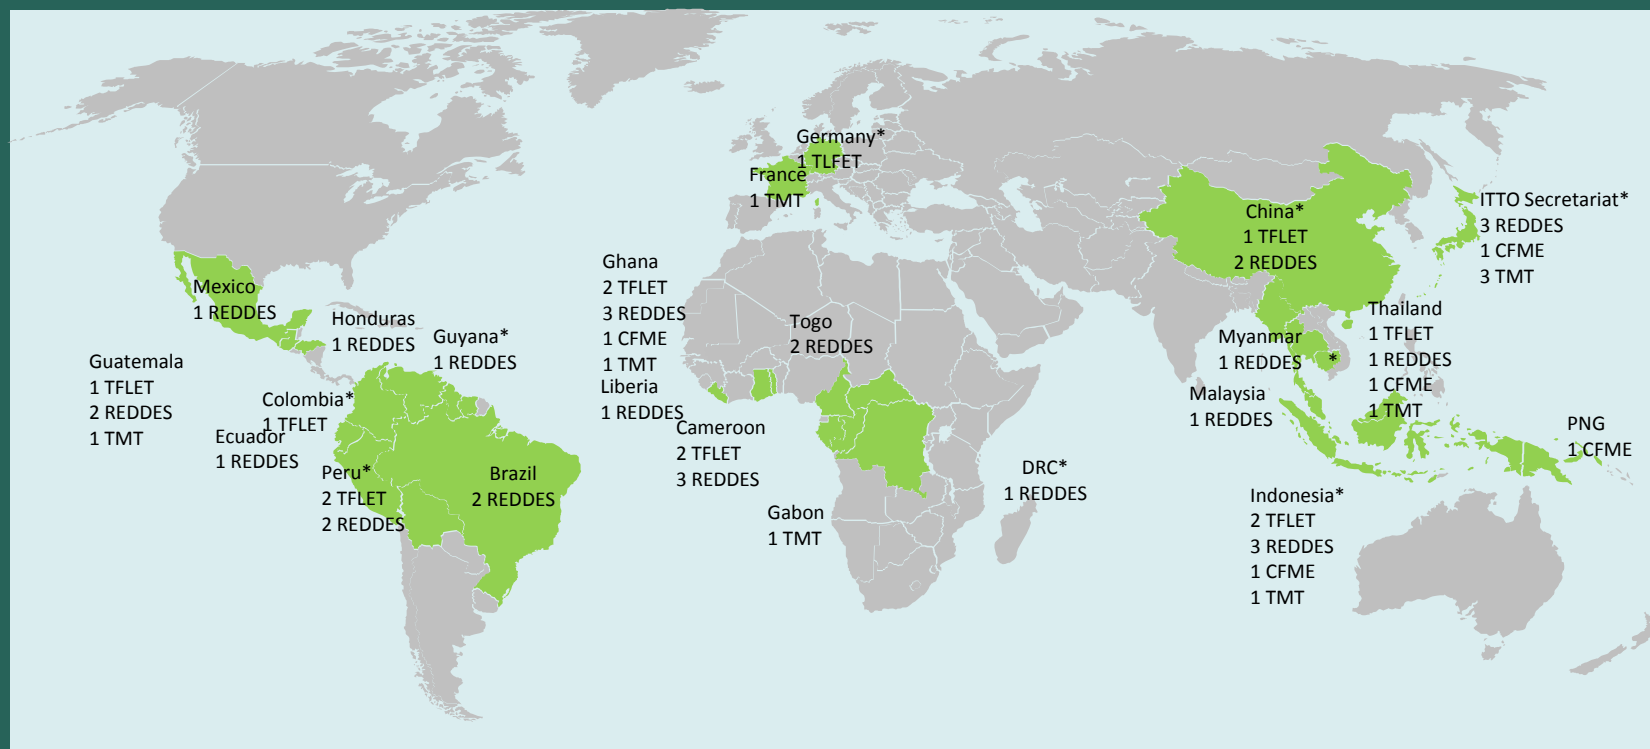 Germany*
1 TLFET
France
1 TMT
China*
1 TFLET
2 REDDES
ITTO Secretariat*
3 REDDES
1 CFME
3 TMT
Mexico
1 REDDES
Honduras
1 REDDES
Guyana*
1 REDDES
Guatemala
1 TFLET
2 REDDES
1 TMT
Colombia*
1 TFLET
Ecuador
1 REDDES
Peru*
2 TFLET
2 REDDES
Brazil
2 REDDES
Ghana
2 TFLET
3 REDDES
1 CFME
1 TMT
Liberia
1 REDDES
Togo
2 REDDES
Cameroon
2 TFLET
3 REDDES
Gabon
1 TMT
DRC*
1 REDDES
Myanmar
1 REDDES
*
Thailand
1 TFLET
1 REDDES
1 CFME
1 TMT
Malaysia
1 REDDES
PNG
1 CFME
Indonesia*
2 TFLET
3 REDDES
1 CFME
1 TMT